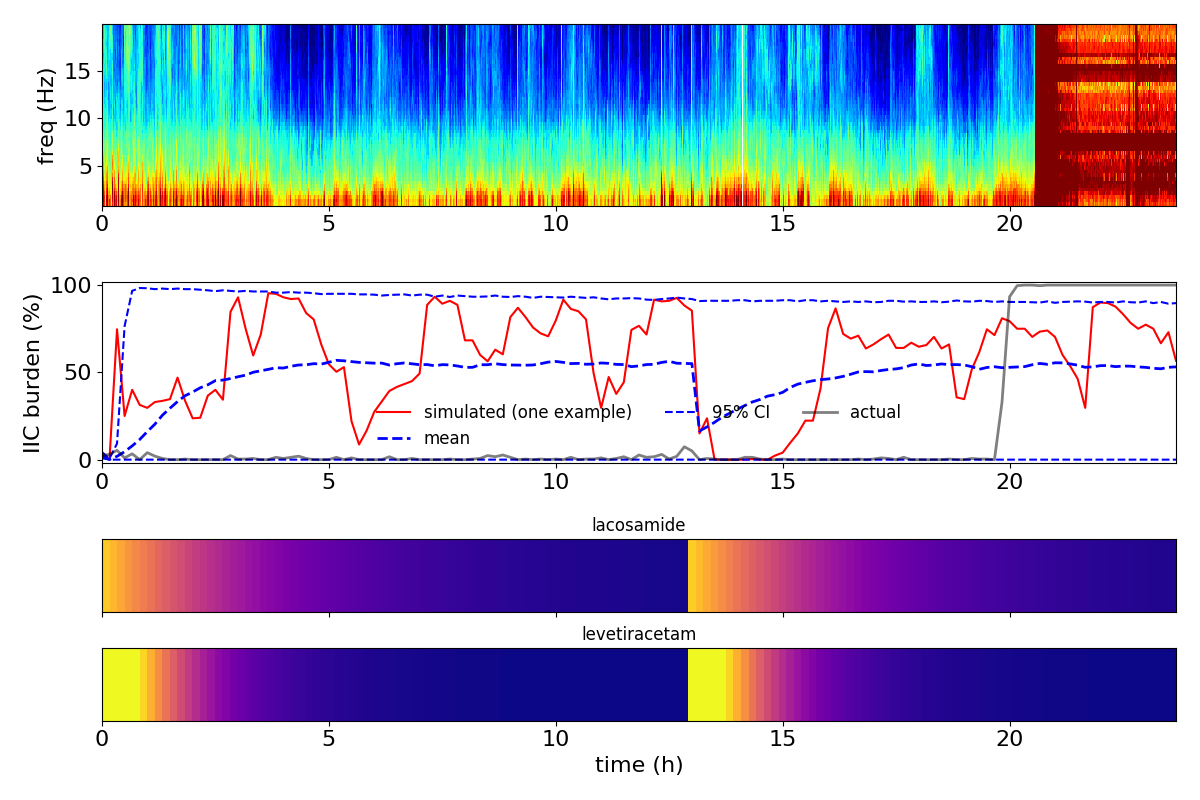 freq (Hz)
15
10
5
0 5 10 15 20
IIC burden (%)
100
50
0
simulated (one example) 95% CI actual
mean
0 5 10 15 20
lacosamide
levetiracetam
0 5 10 15 20
time (h)